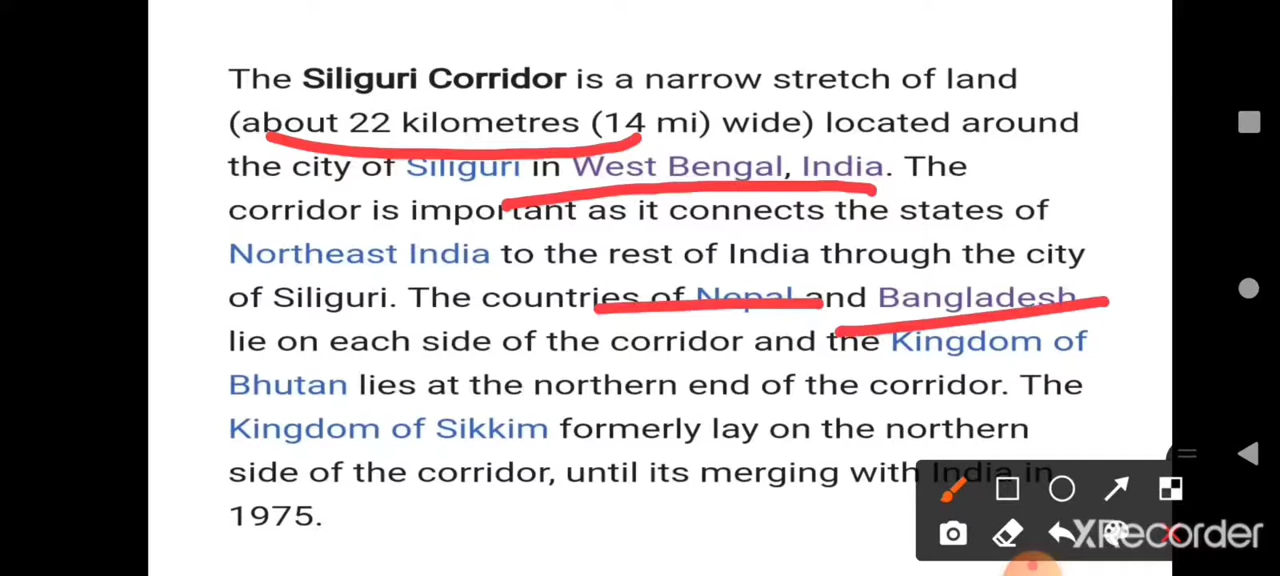 The Siliguri Corridor is a narrow stretch of land
(about 22 kilometres (14 mi) wide) located around
the city of Siliguri in West Bengal, India. The
corridor is important as it connects the states of
Northeast India to the rest of India through the city
of Siliguri. The countries of Nepal and Bangladesh
lie on each side of the corridor and the Kingdom of
Bhutan lies at the northern end of the corridor. The
Kingdom of Sikkim formerly lay on the northern
side of the corridor, until its merging with India in
1975.
XRecorder